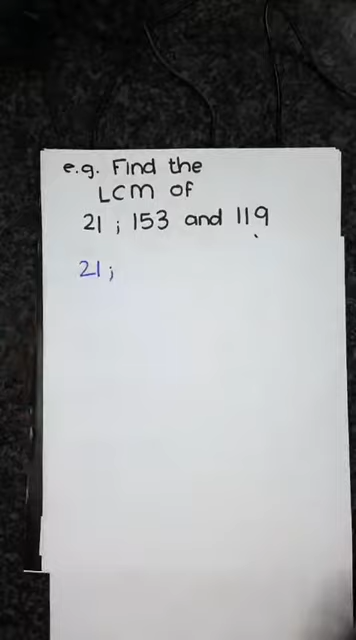 e.g. Find the
LCM of
21 ; 153 and 119
21;